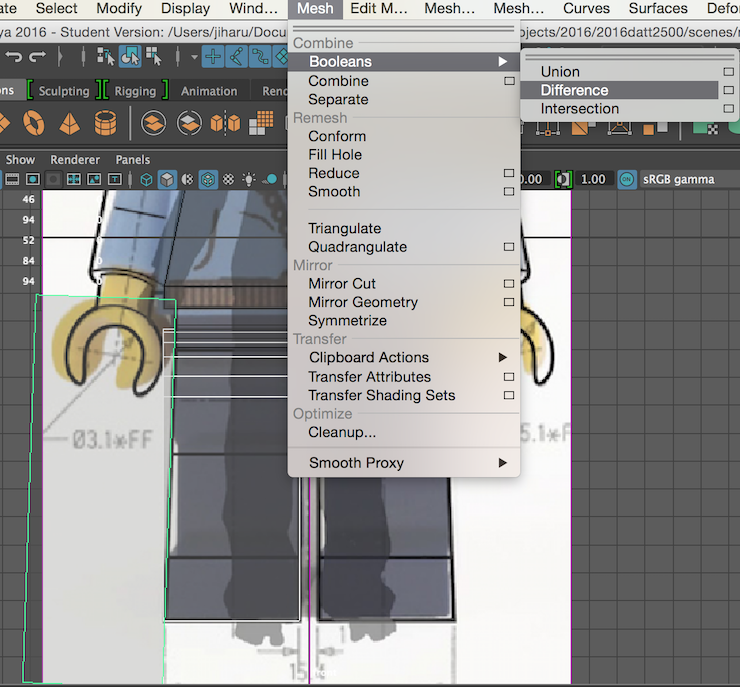 ate Select Modify Display Wind... Mesh Edit M... Mesh... Mesh... Curves Surfaces Defo
ya 2016 - Student Version: /Users/jiharu/Docu ojects/2016/2016datt2500/scenes/
Combine
Booleans
Union
Combine
Difference
Separate
Intersection
ons Sculpting Rigging Animation Ren
Remesh
Conform
Fill Hole
Show Renderer Panels
Reduce
0.00 1.00 ON sRGB gamma
Smooth
46
94
52
84
94
Triangulate
Quadrangulate
Mirror
Mirror Cut
Mirror Geometry
Symmetrize
Transfer
Clipboard Actions
Transfer Attributes
Transfer Shading Sets
Optimize
Cleanup...
Ø3.1*FF 5.1*F
Smooth Proxy